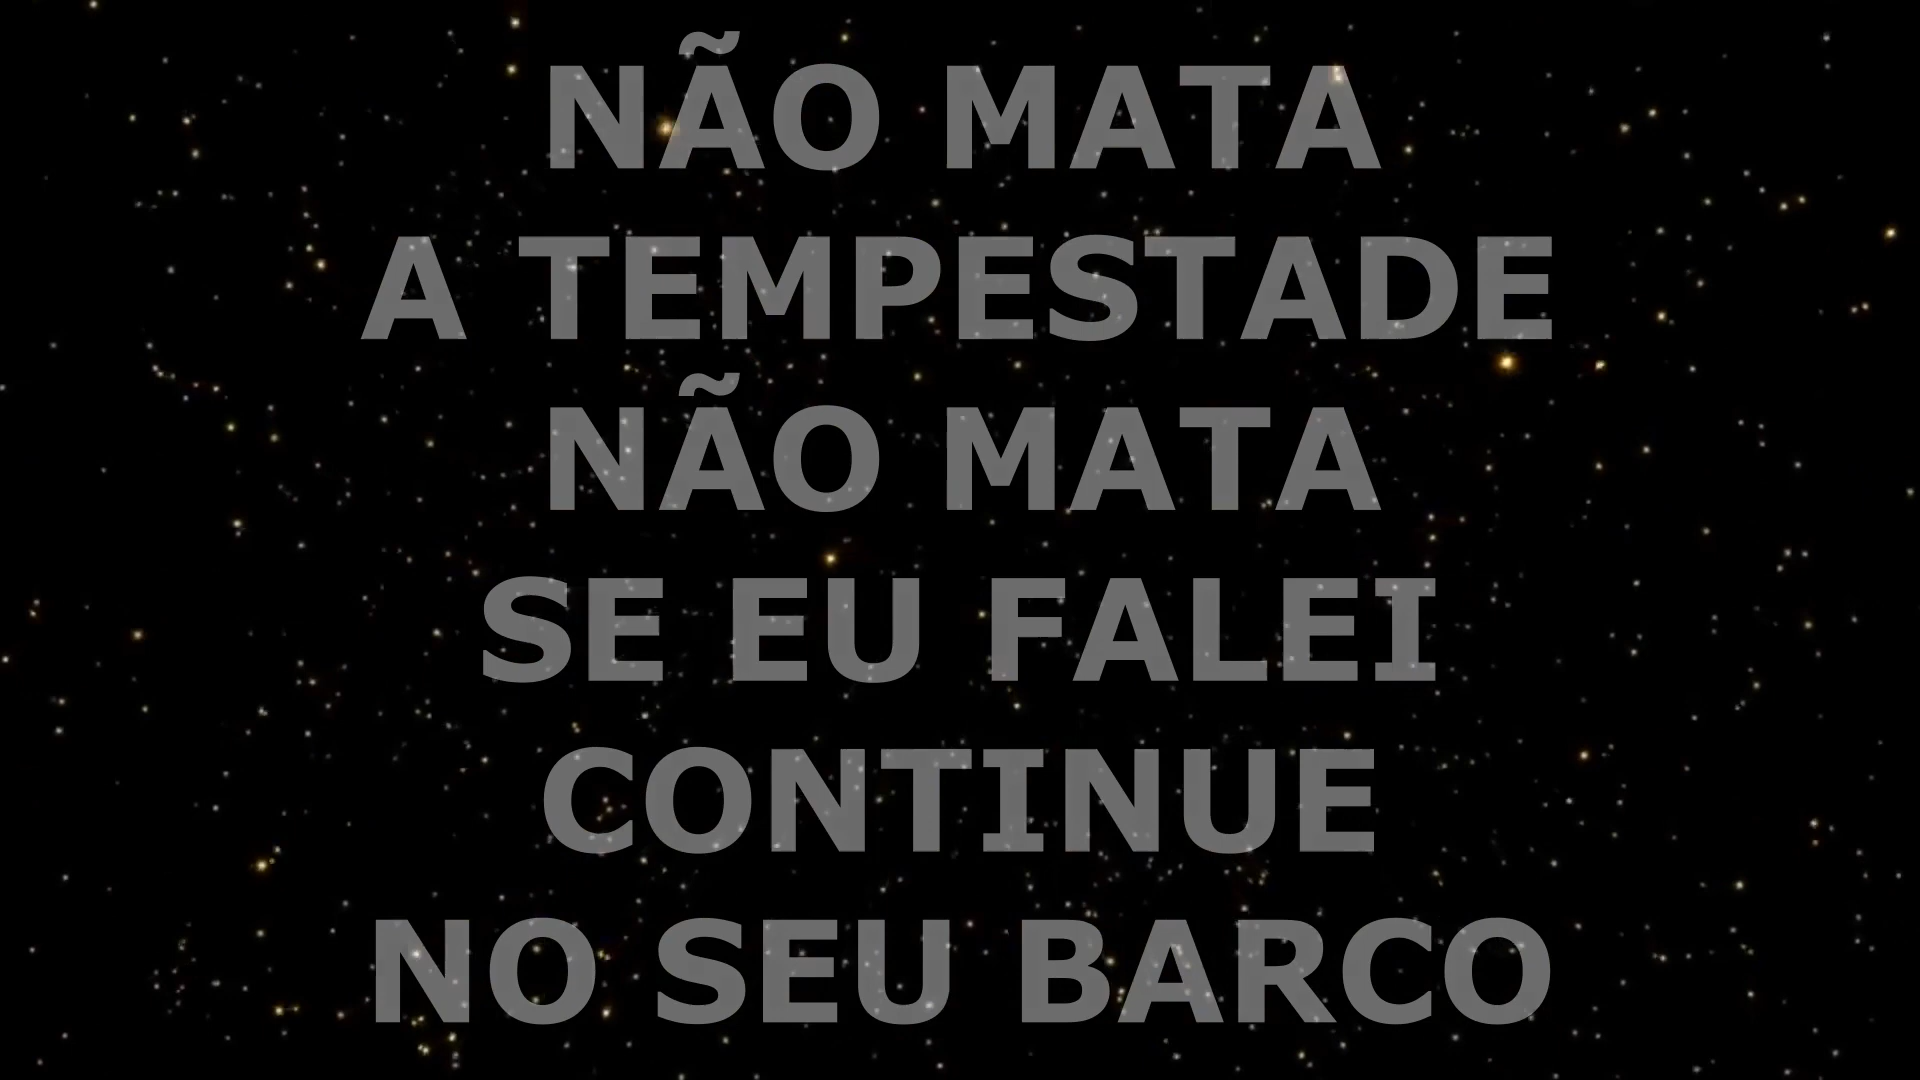 NÃO MATA
A TEMPESTADE
NÃO MATA
SE EU FALEI
CONTINUE
NO SEU BARCO